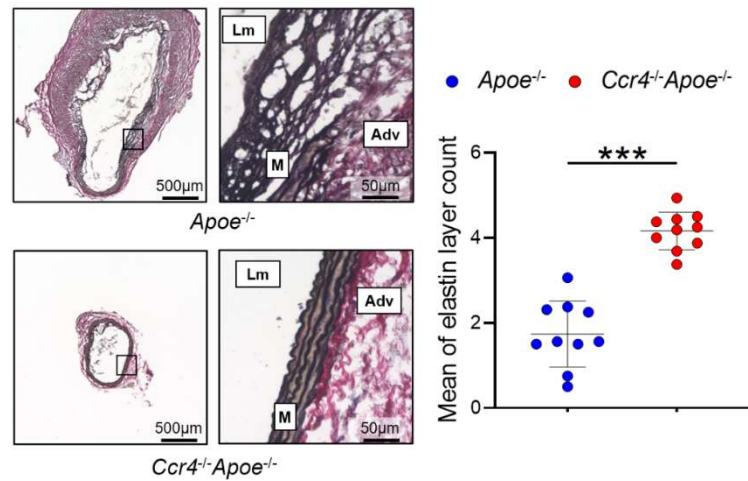 Lm
Adv
M
500µm
50µm
Apoe⁻/⁻
Lm
Adv
M
500µm
50µm
Ccr4⁻/⁻Apoe⁻/⁻
Apoe⁻/⁻ Ccr4⁻/⁻Apoe⁻/⁻
***
6
4
2
0
Mean of elastin layer count